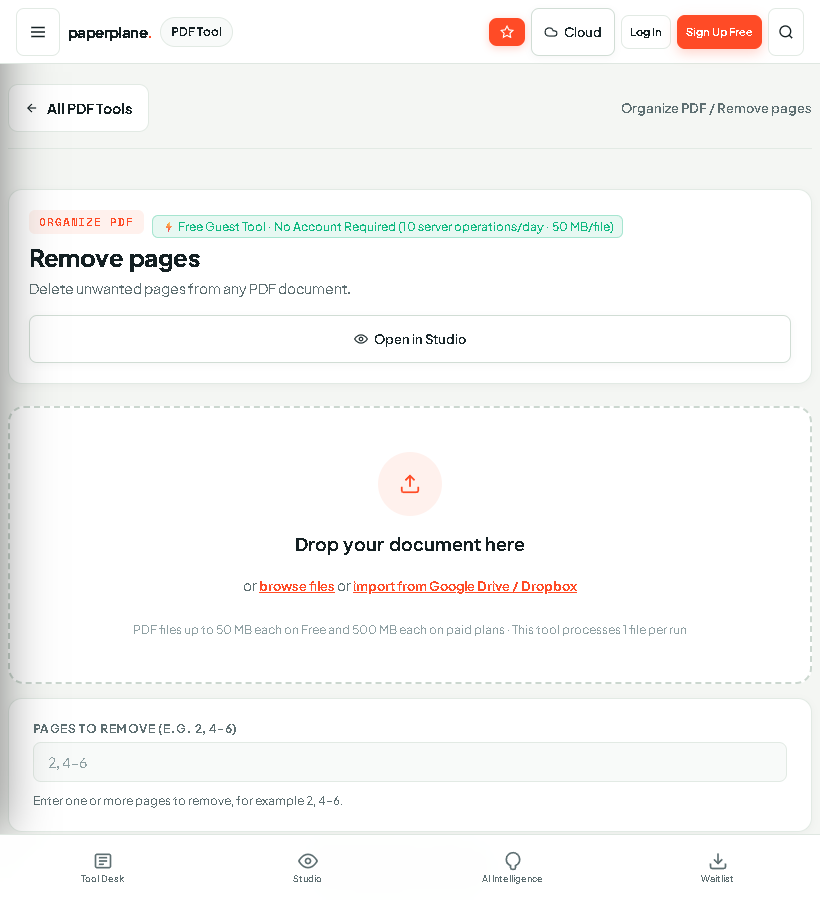 paperplane.
PDF Tool
Cloud
Log In
Sign Up Free
All PDF Tools
Organize PDF / Remove pages
ORGANIZE PDF
Free Guest Tool · No Account Required (10 server operations/day · 50 MB/file)
Remove pages
Delete unwanted pages from any PDF document.
Open in Studio
Drop your document here
or browse files or import from Google Drive / Dropbox
PDF files up to 50 MB each on Free and 500 MB each on paid plans · This tool processes 1 file per run
PAGES TO REMOVE (E.G. 2, 4-6)
2, 4-6
Enter one or more pages to remove, for example 2, 4-6.
Tool Desk
Studio
AI Intelligence
Waitlist